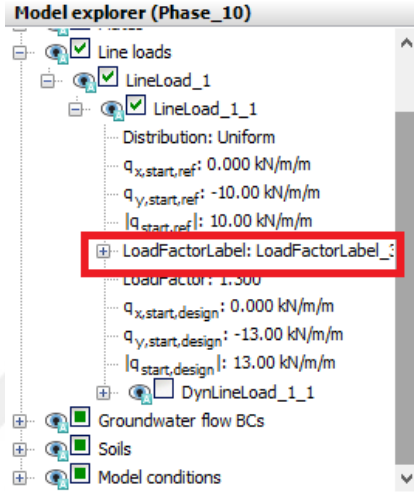 Model explorer (Phase_10)
Line loads
LineLoad_1
LineLoad_1_1
Distribution: Uniform
qx,start,ref: 0.000 kN/m/m
qy,start,ref: -10.00 kN/m/m
|qstart,ref|: 10.00 kN/m/m
LoadFactorLabel: LoadFactorLabel_3
LoadFactor: 1.300
qx,start,design: 0.000 kN/m/m
qy,start,design: -13.00 kN/m/m
|qstart,design|: 13.00 kN/m/m
DynLineLoad_1_1
Groundwater flow BCs
Soils
Model conditions